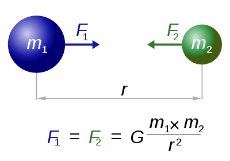 m₁ F₁ F₂ m₂
r
F₁ = F₂ = G (m₁ × m₂) / r²